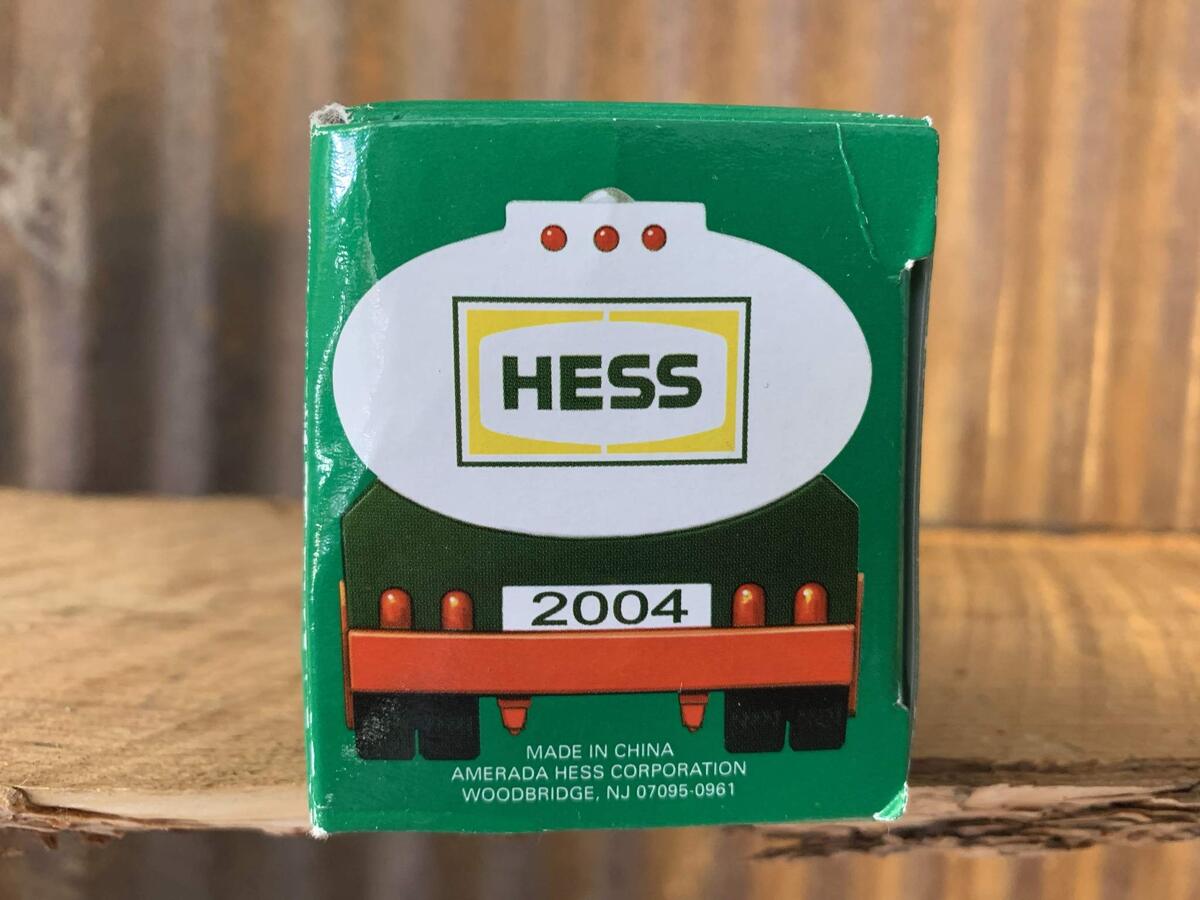 HESS
2004
MADE IN CHINA
AMERADA HESS CORPORATION
WOODBRIDGE, NJ 07095-0961